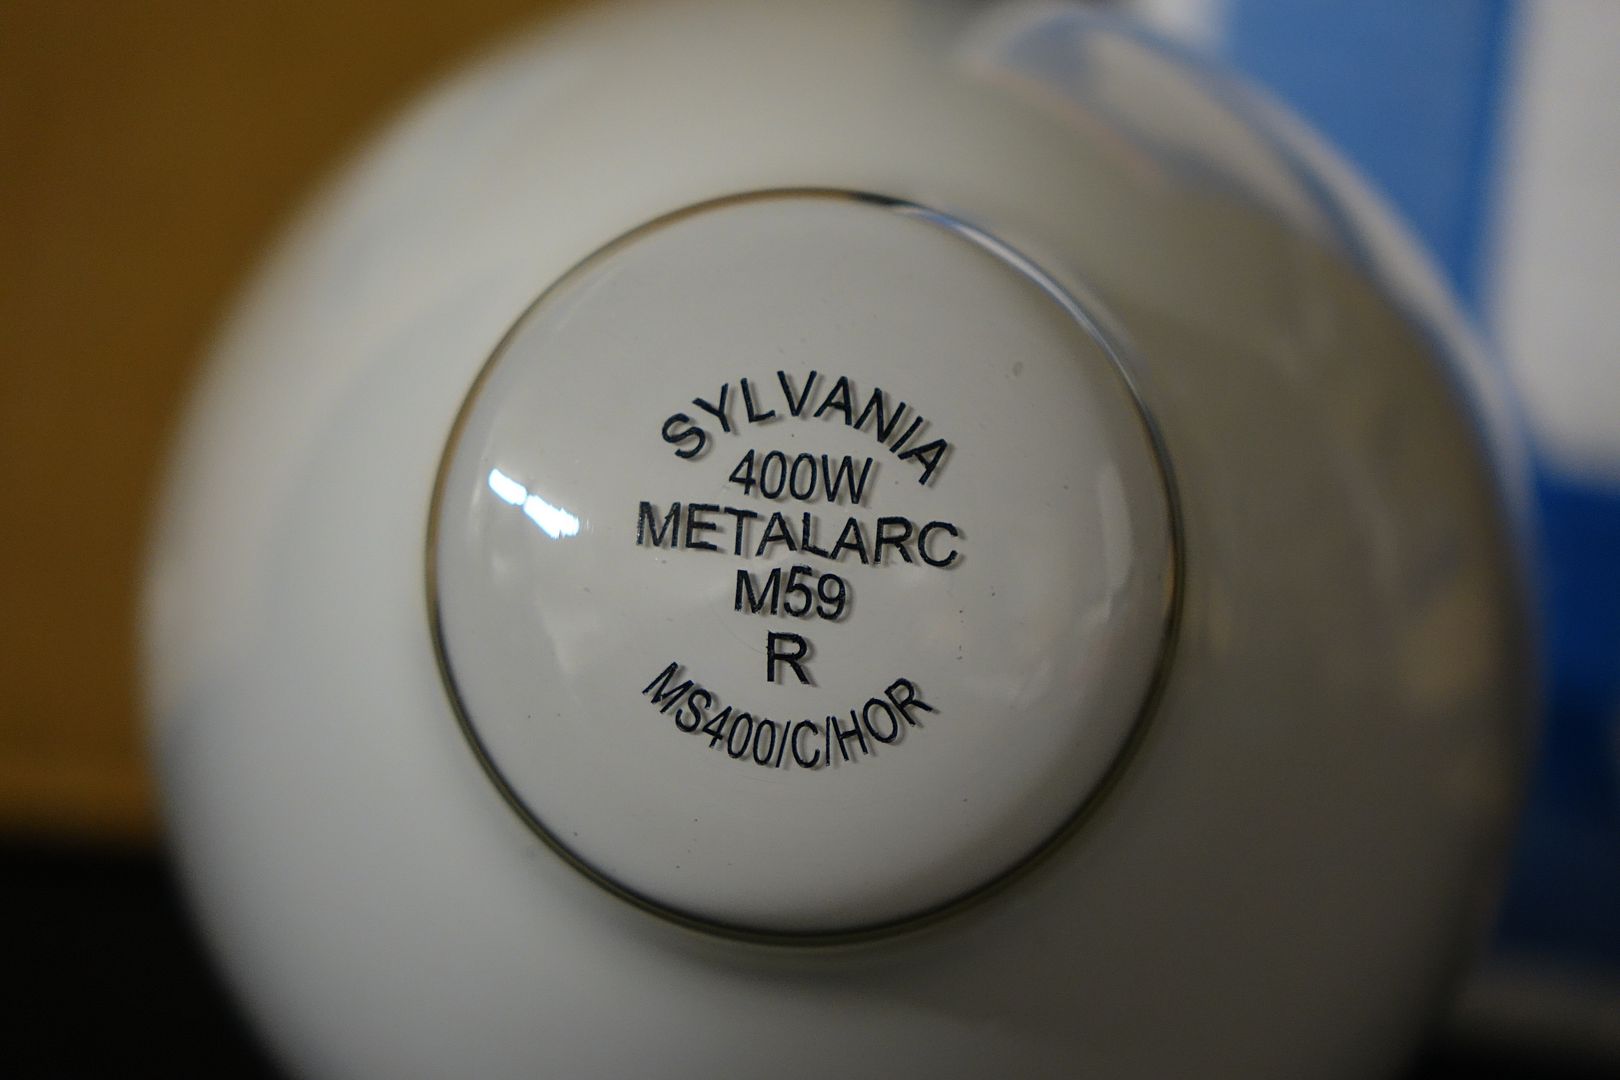 SYLVANIA
400W
METALARC
M59
R
MS400/C/HOR